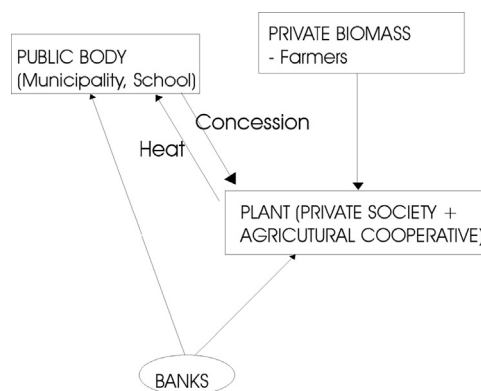 PUBLIC BODY
(Municipality, School)
PRIVATE BIOMASS
- Farmers
Concession
Heat
PLANT (PRIVATE SOCIETY +
AGRICUTURAL COOPERATIVE)
BANKS